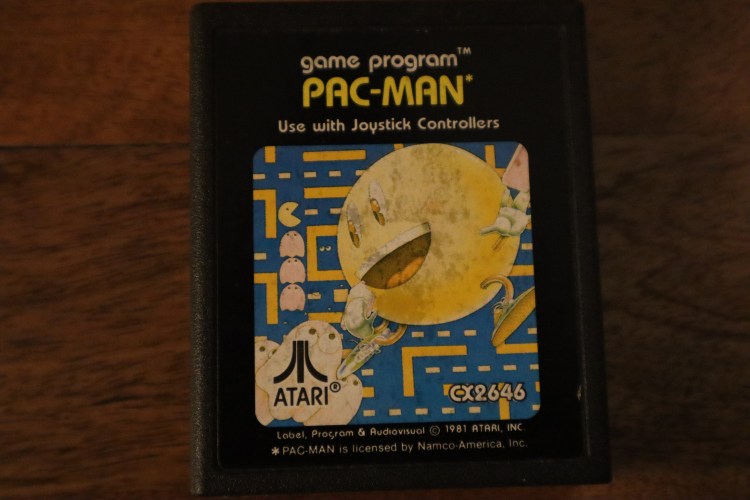 game program™
PAC-MAN*
Use with Joystick Controllers
ATARI®
CX2646
Label, Program & Audiovisual © 1981 ATARI, INC.
*PAC-MAN is licensed by Namco-America, Inc.